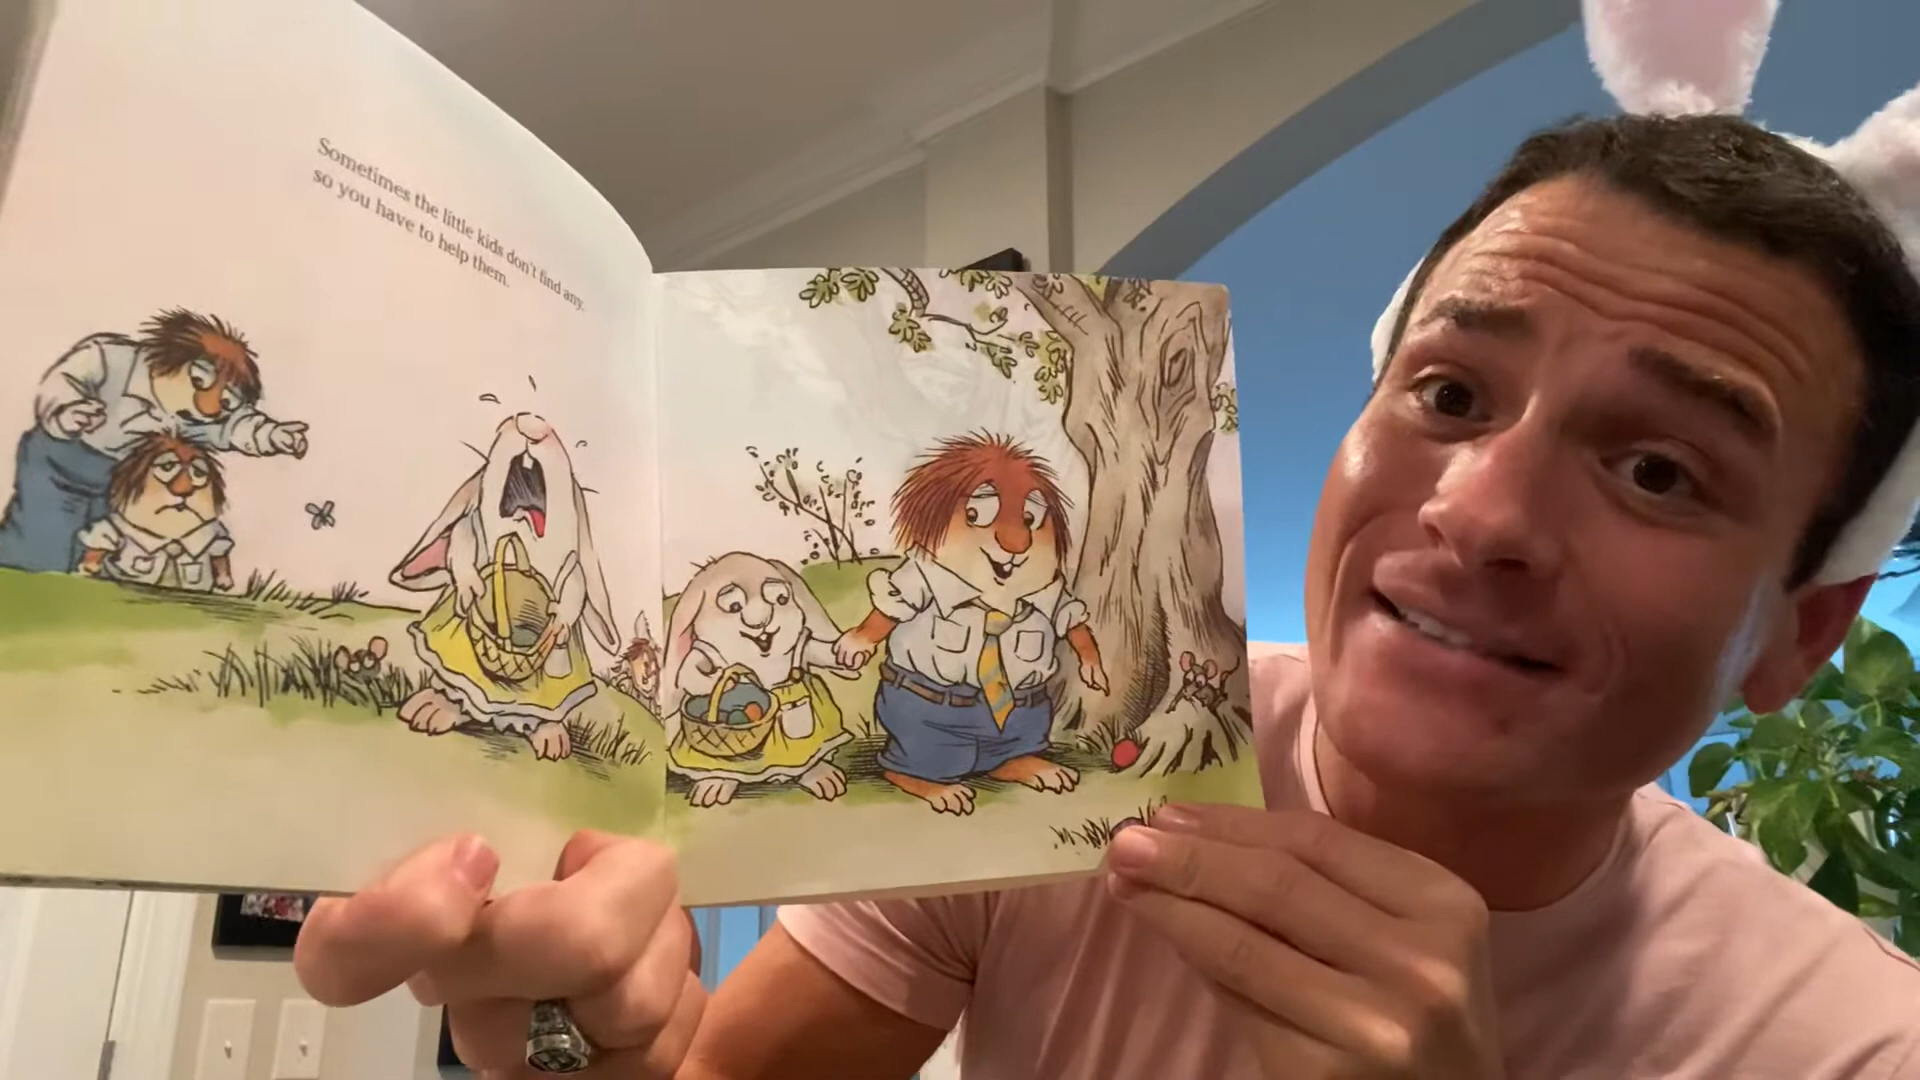 Sometimes the little kids don't find any,
so you have to help them.